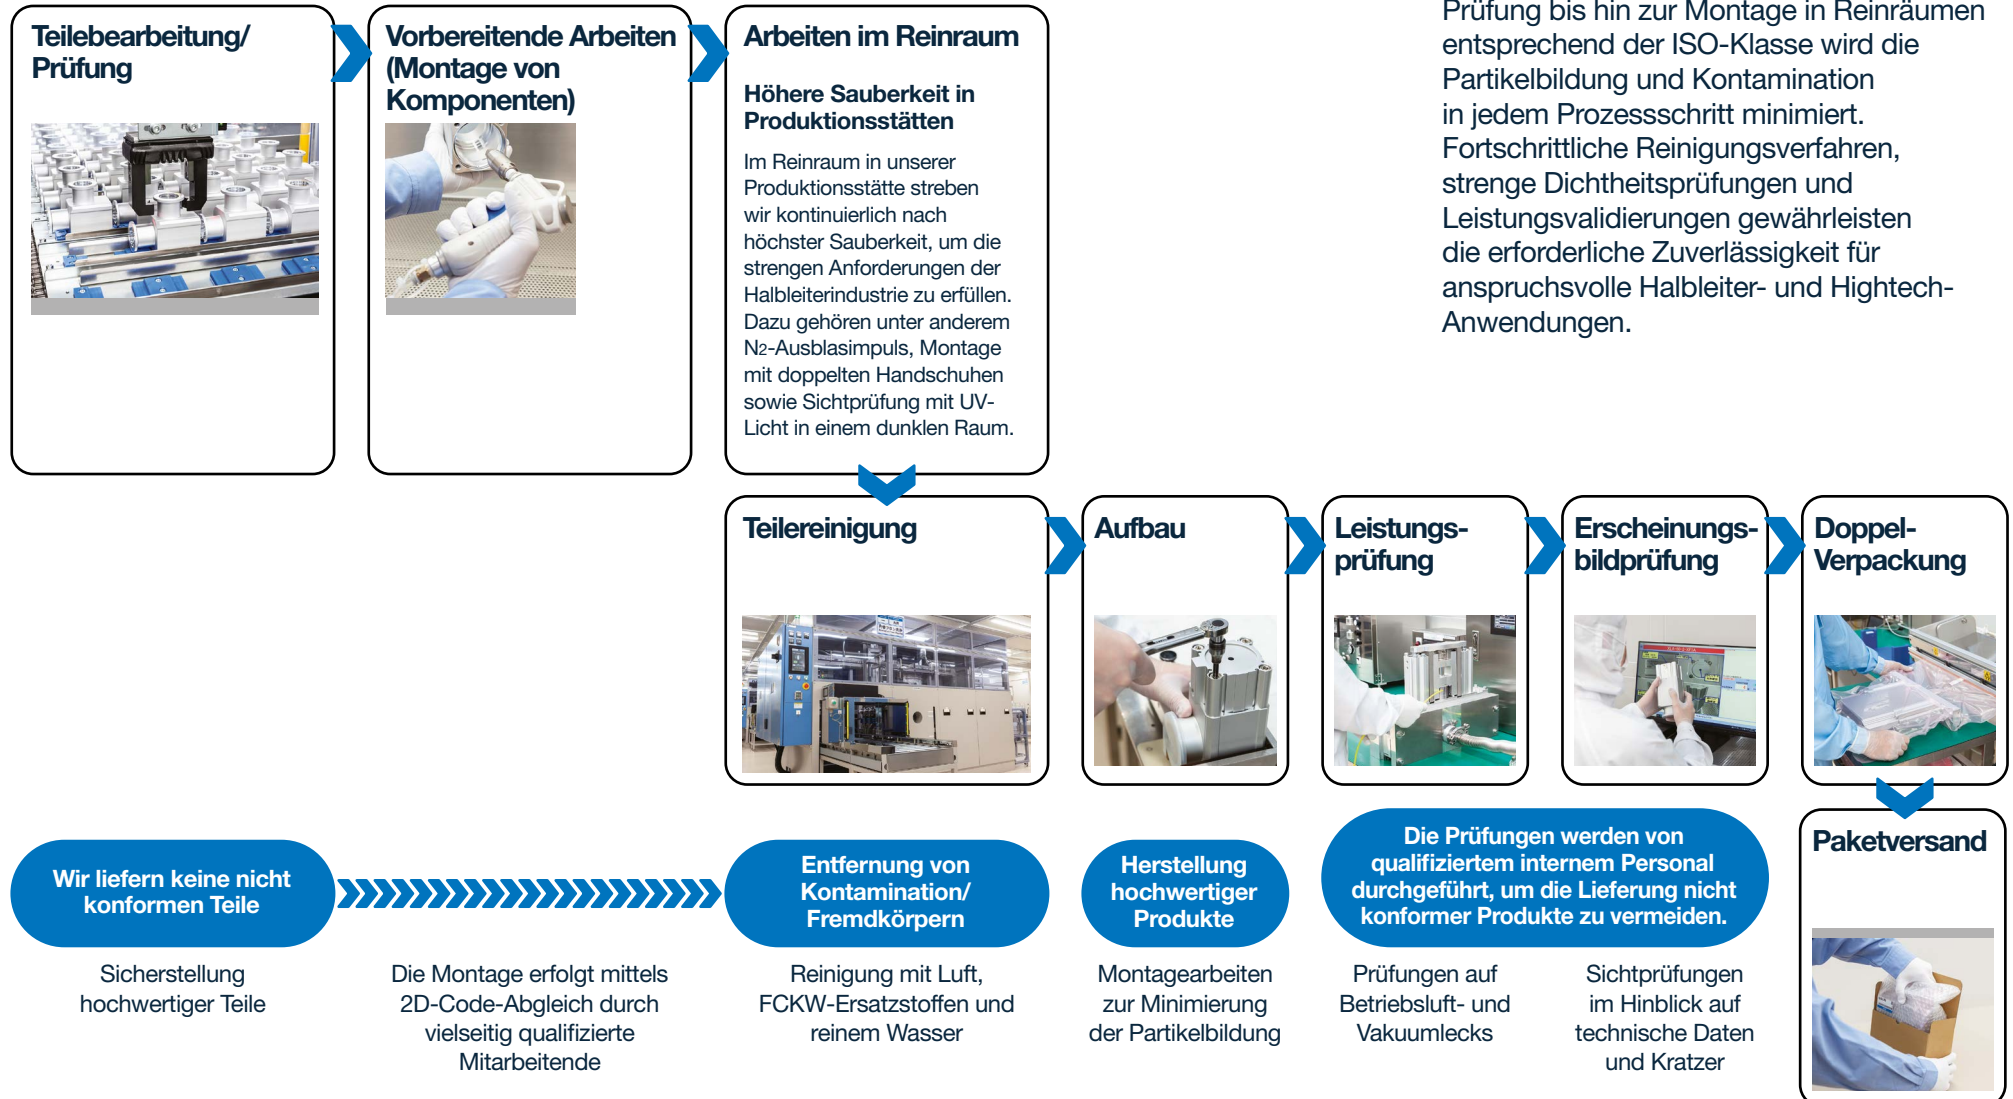 Teilebearbeitung/
Prüfung
Vorbereitende Arbeiten
(Montage von
Komponenten)
Arbeiten im Reinraum
Höhere Sauberkeit in
Produktionsstätten
Im Reinraum in unserer
Produktionsstätte streben
wir kontinuierlich nach
höchster Sauberkeit, um die
strengen Anforderungen der
Halbleiterindustrie zu erfüllen.
Dazu gehören unter anderem
N2-Ausblasimpuls, Montage
mit doppelten Handschuhen
sowie Sichtprüfung mit UV-
Licht in einem dunklen Raum.
Prüfung bis hin zur Montage in Reinräumen
entsprechend der ISO-Klasse wird die
Partikelbildung und Kontamination
in jedem Prozessschritt minimiert.
Fortschrittliche Reinigungsverfahren,
strenge Dichtheitsprüfungen und
Leistungsvalidierungen gewährleisten
die erforderliche Zuverlässigkeit für
anspruchsvolle Halbleiter- und Hightech-
Anwendungen.
Teilereinigung
Aufbau
Leistungs-
prüfung
Erscheinungs-
bildprüfung
Doppel-
Verpackung
Paketversand
Wir liefern keine nicht
konformen Teile
Entfernung von
Kontamination/
Fremdkörpern
Herstellung
hochwertiger
Produkte
Die Prüfungen werden von
qualifiziertem internem Personal
durchgeführt, um die Lieferung nicht
konformer Produkte zu vermeiden.
Sicherstellung
hochwertiger Teile
Die Montage erfolgt mittels
2D-Code-Abgleich durch
vielseitig qualifizierte
Mitarbeitende
Reinigung mit Luft,
FCKW-Ersatzstoffen und
reinem Wasser
Montagearbeiten
zur Minimierung
der Partikelbildung
Prüfungen auf
Betriebsluft- und
Vakuumlecks
Sichtprüfungen
im Hinblick auf
technische Daten
und Kratzer